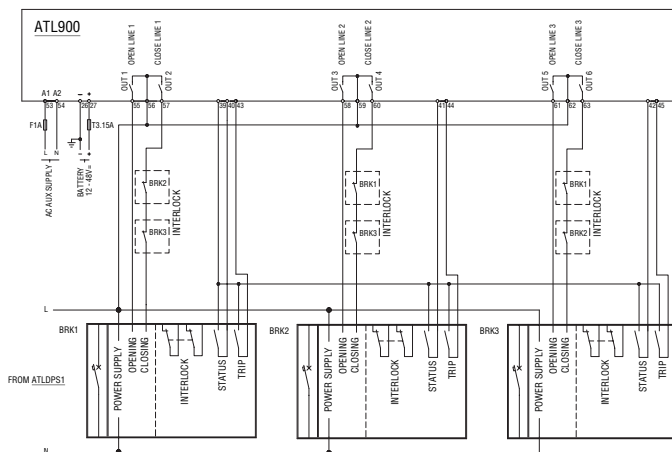 ATL900
OPEN LINE 1
CLOSE LINE 1
OUT 1
OUT 2
OPEN LINE 2
CLOSE LINE 2
OUT 3
OUT 4
OPEN LINE 3
CLOSE LINE 3
OUT 5
OUT 6
A1 A2 - +
53 54 26 27 55 56 57 39 40 43 58 59 60 41 44 61 62 63 42 45
F1A T3.15A
L N - +
AC AUX SUPPLY
BATTERY
12 - 48V=
BRK2
BRK3
INTERLOCK
BRK1
BRK3
INTERLOCK
BRK1
BRK2
INTERLOCK
L
BRK1
POWER SUPPLY
OPENING
CLOSING
INTERLOCK
STATUS
TRIP
BRK2
POWER SUPPLY
OPENING
CLOSING
INTERLOCK
STATUS
TRIP
BRK3
POWER SUPPLY
OPENING
CLOSING
INTERLOCK
STATUS
TRIP
FROM ATLDPS1
N